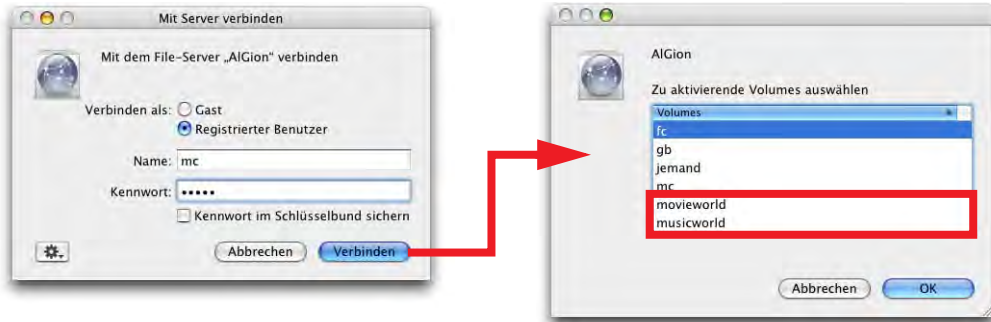 Mit Server verbinden
Mit dem File-Server „AlGion“ verbinden
Verbinden als: Gast
Registrierter Benutzer
Name: mc
Kennwort: •••••
Kennwort im Schlüsselbund sichern
Abbrechen Verbinden
AlGion
Zu aktivierende Volumes auswählen
Volumes
fc
gb
jemand
mc
movieworld
musicworld
Abbrechen OK